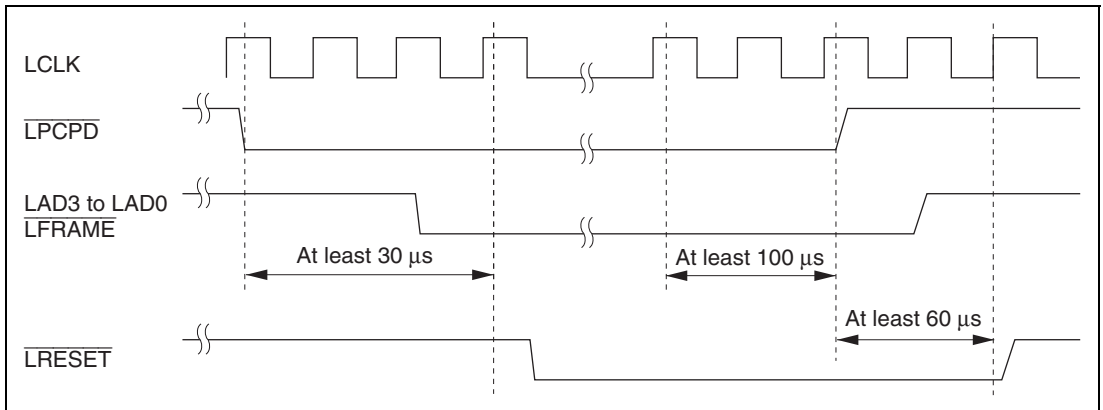 LCLK
LPCPD
LAD3 to LAD0
LFRAME
At least 30 μs
At least 100 μs
At least 60 μs
LRESET